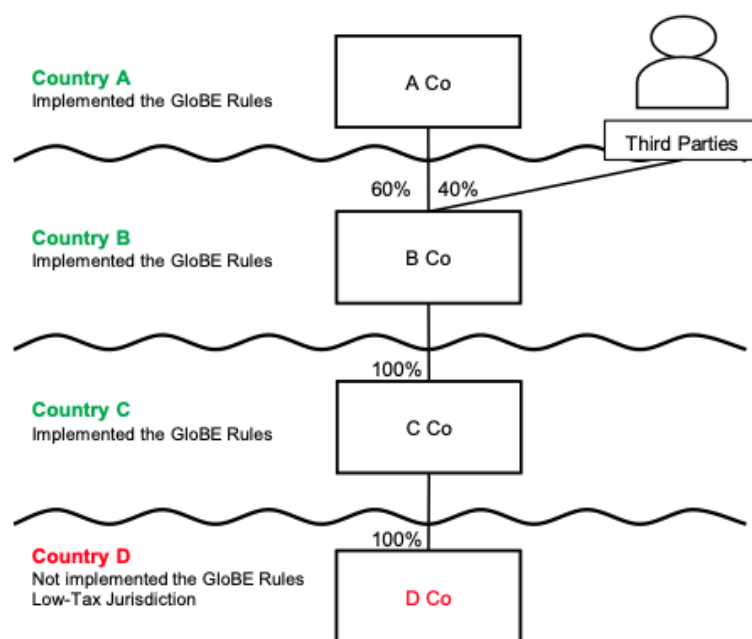 Country A
Implemented the GloBE Rules
A Co
Third Parties
60%
40%
Country B
Implemented the GloBE Rules
B Co
100%
Country C
Implemented the GloBE Rules
C Co
100%
Country D
Not implemented the GloBE Rules
Low-Tax Jurisdiction
D Co